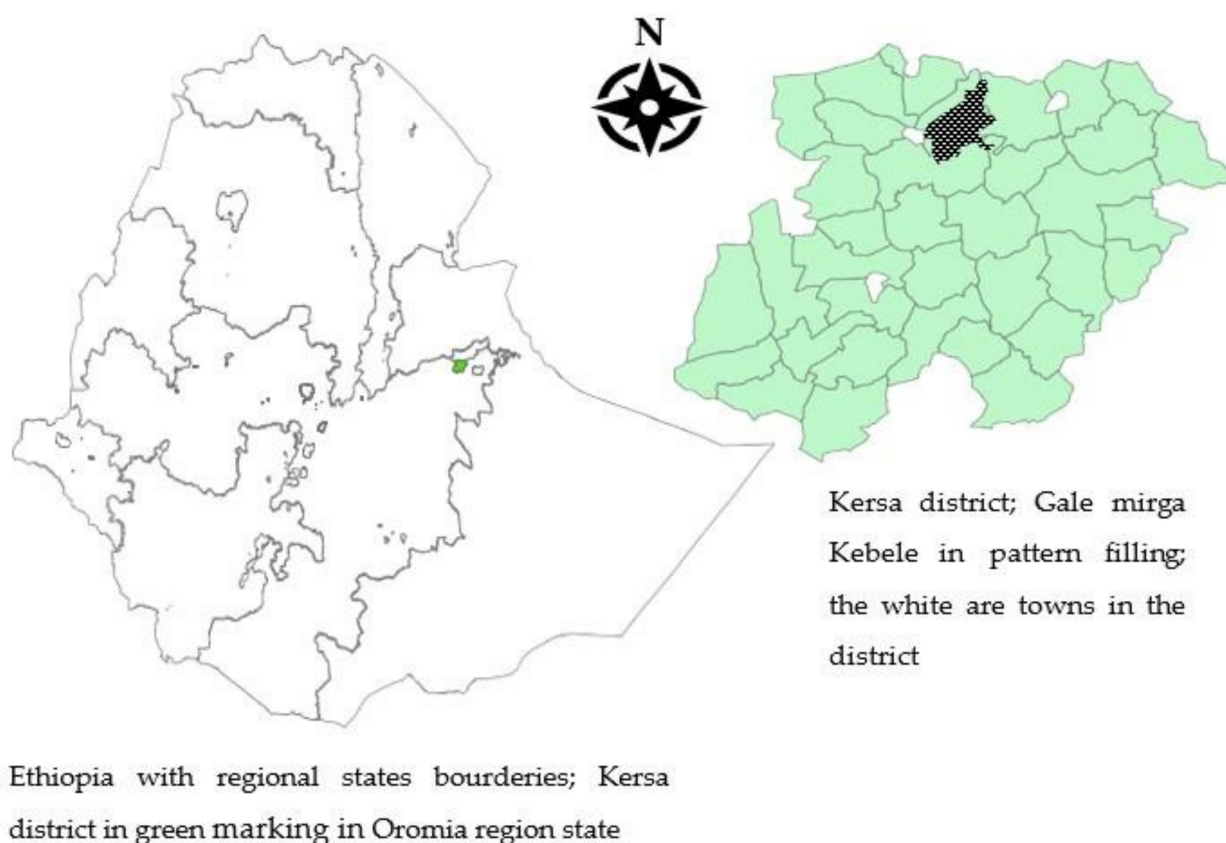 N
Kersa district; Gale mirga
Kebele in pattern filling;
the white are towns in the
district
Ethiopia with regional states bourderies; Kersa
district in green marking in Oromia region state